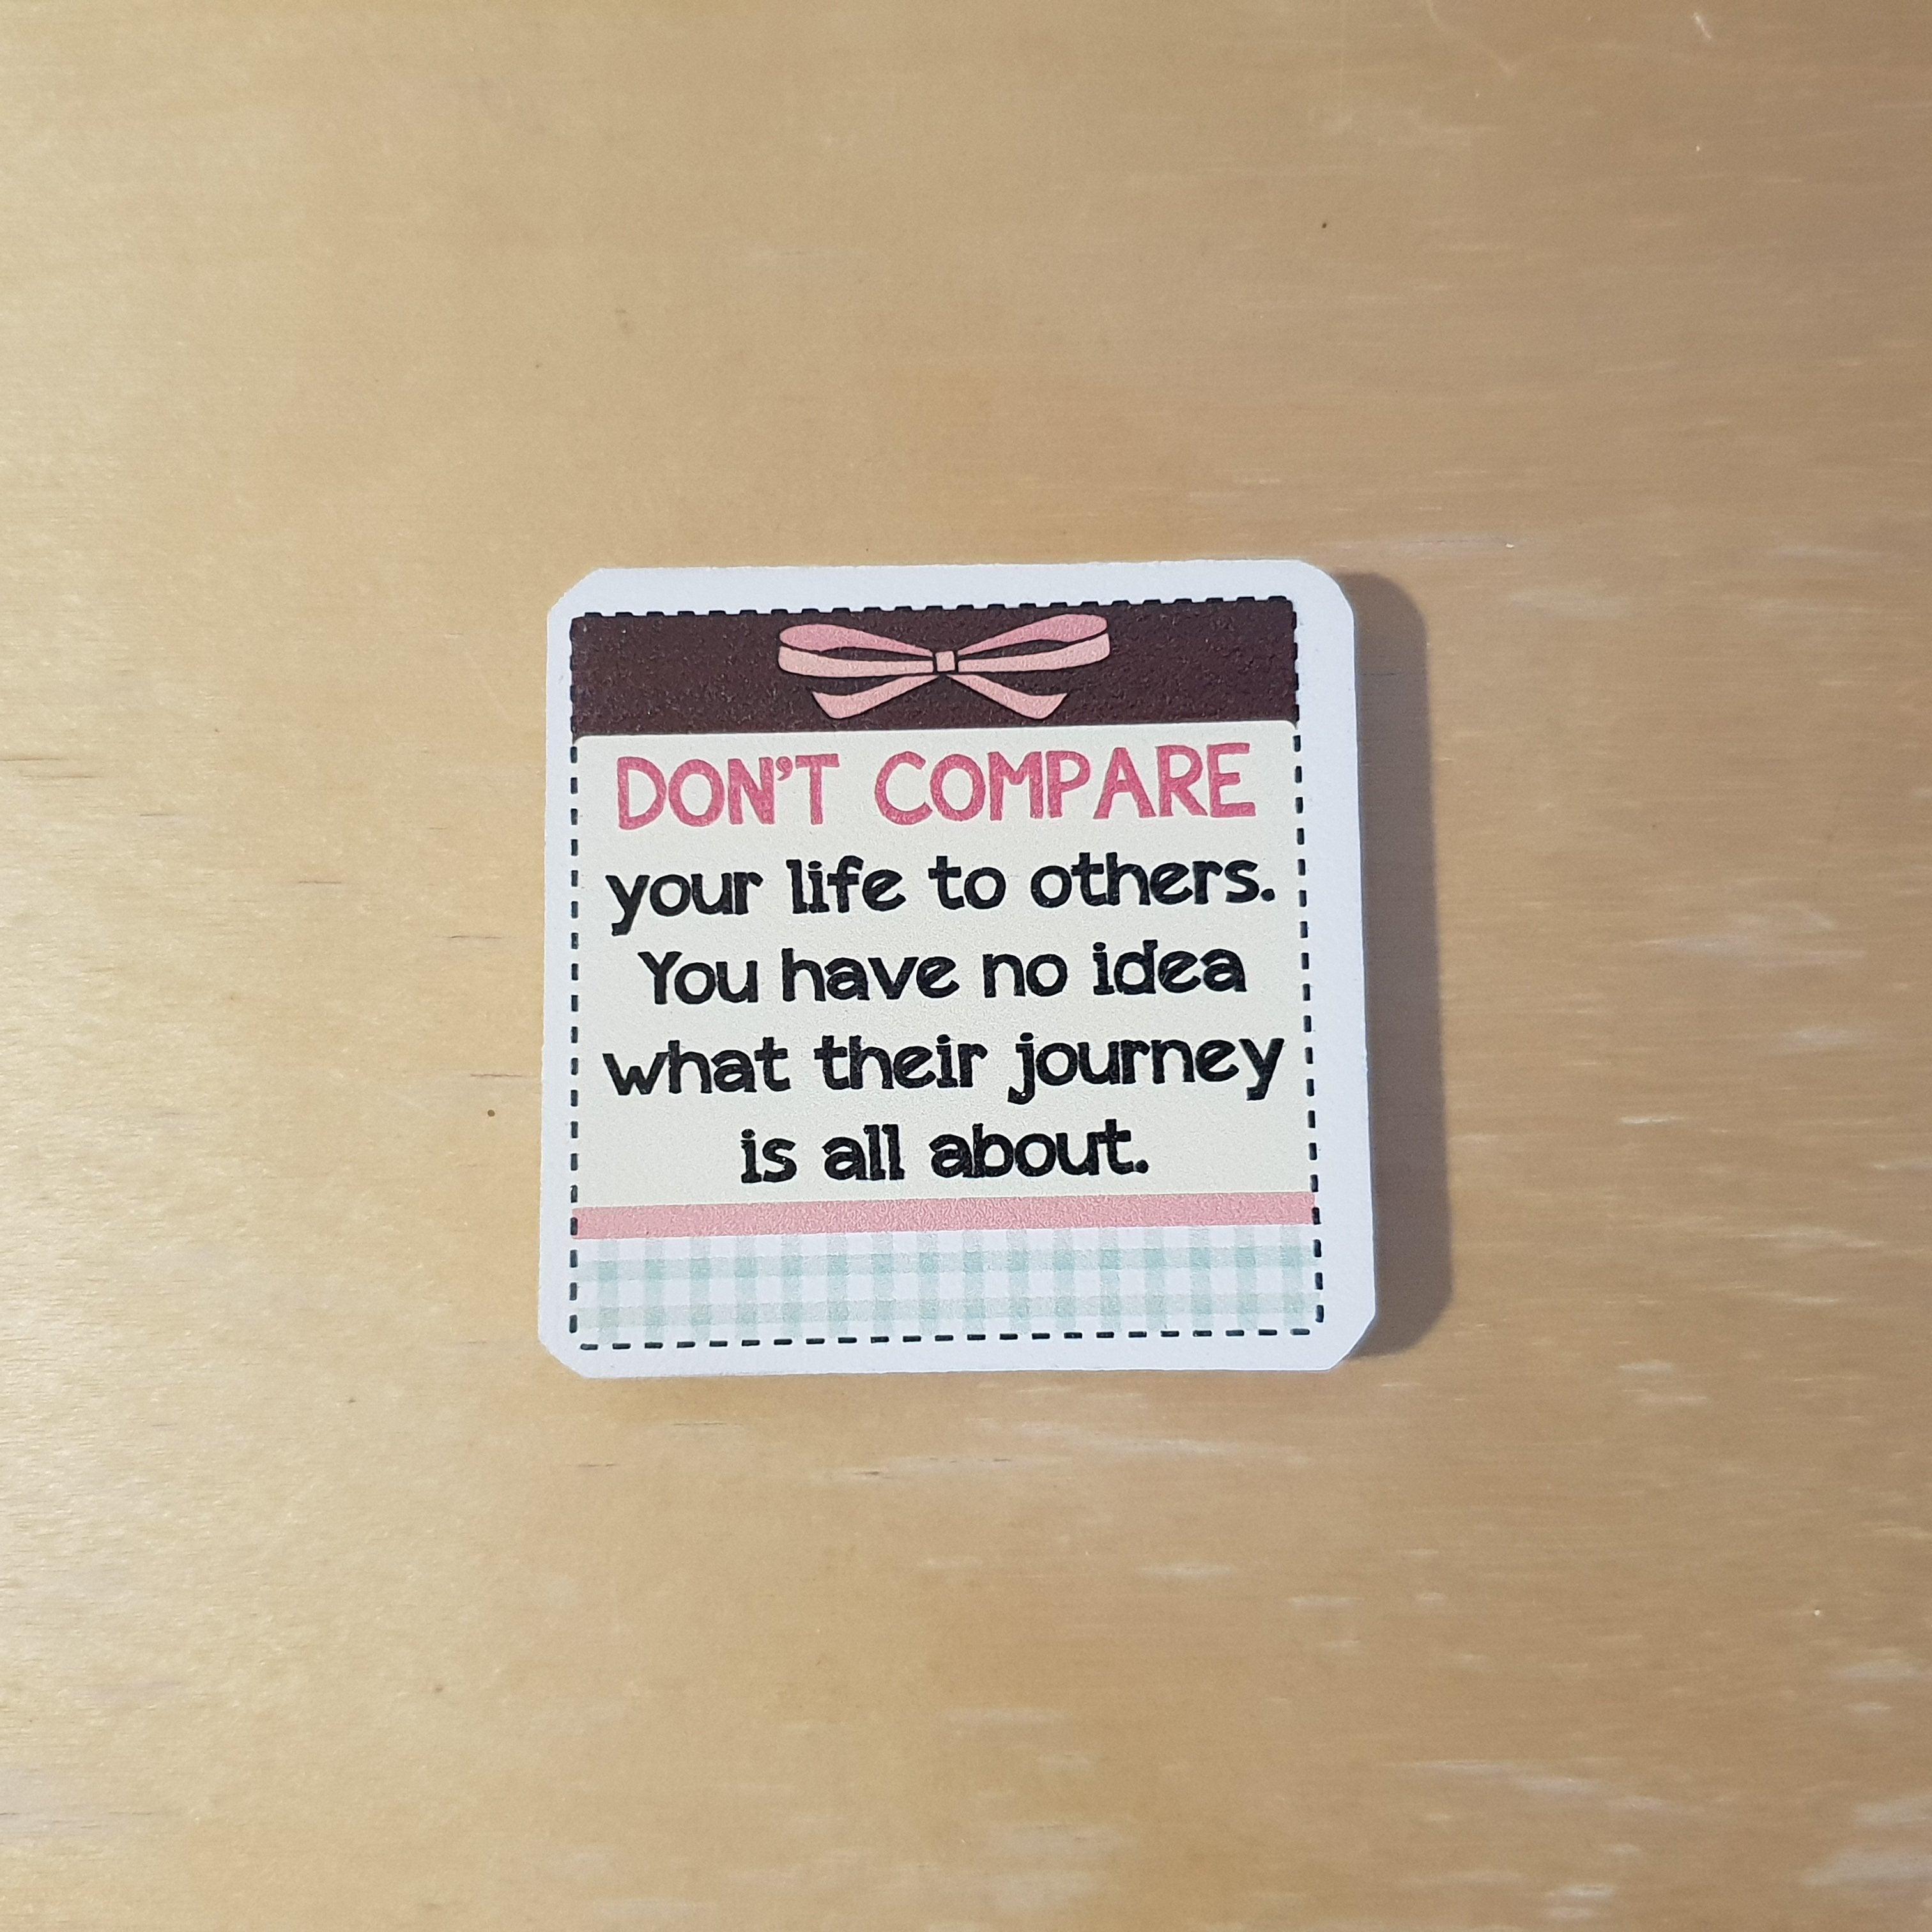 DON'T COMPARE
your life to others.
You have no idea
what their journey
is all about.